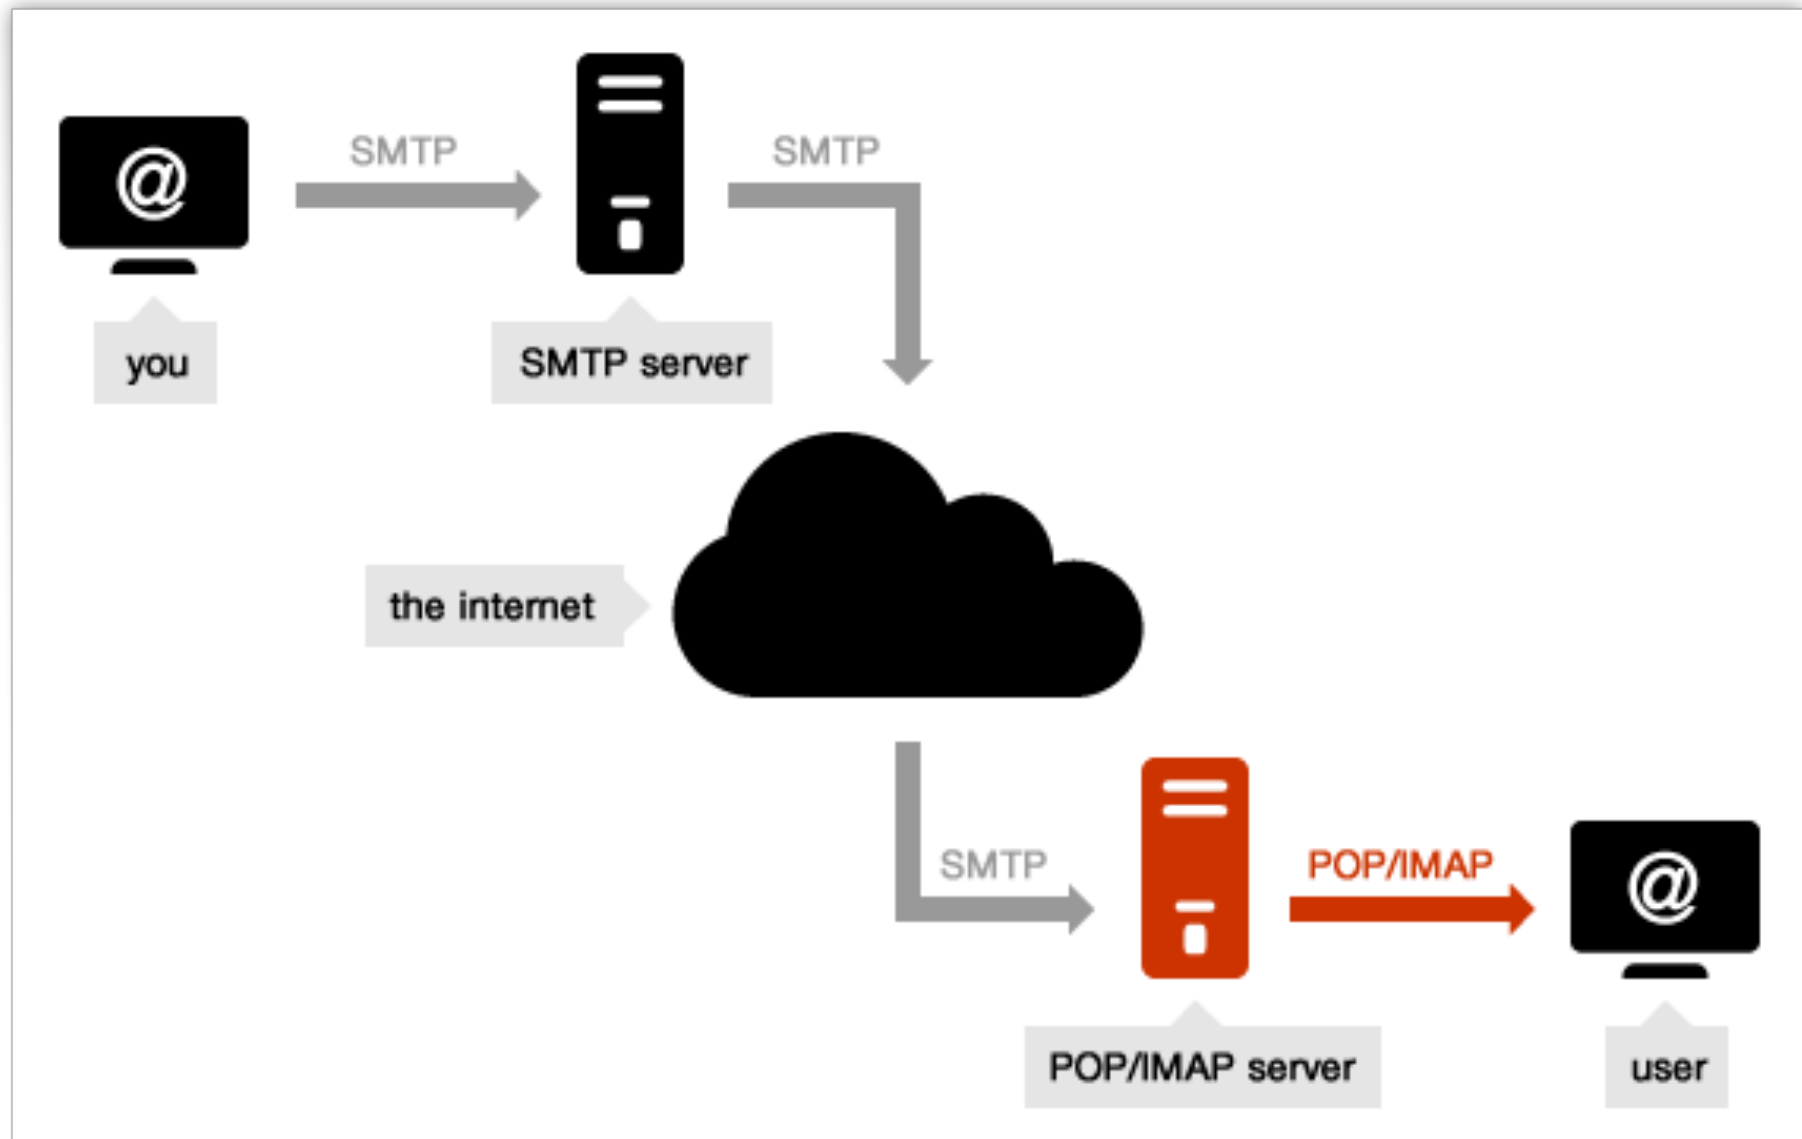 @
SMTP
SMTP
you
SMTP server
the internet
SMTP
POP/IMAP
@
POP/IMAP server
user